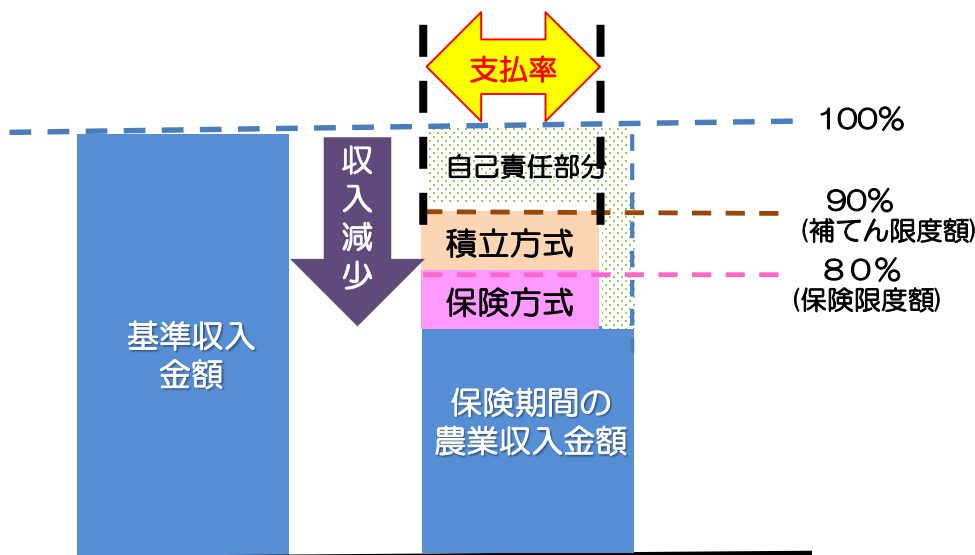 支払率
100%
収入減少
自己責任部分
90%
(補てん限度額)
積立方式
８０%
(保険限度額)
保険方式
基準収入
金額
保険期間の
農業収入金額